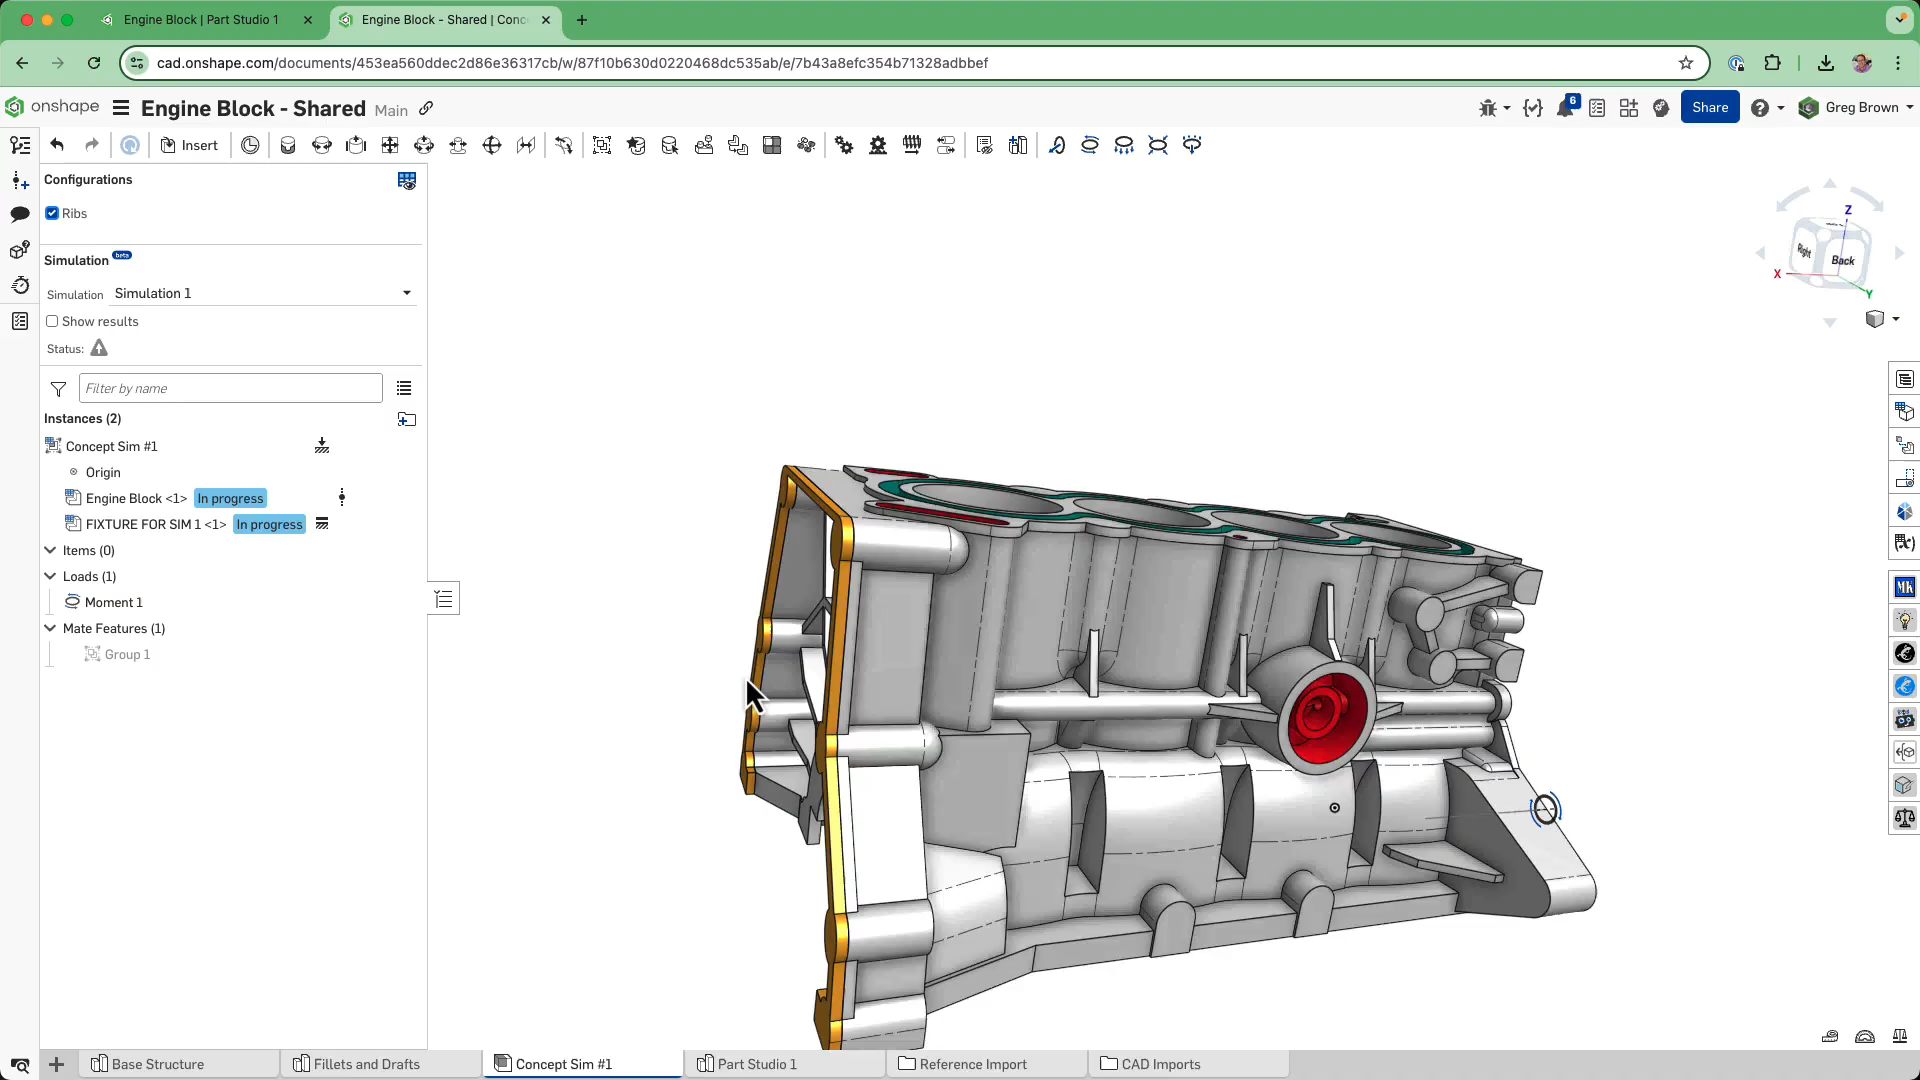 Engine Block | Part Studio 1
Engine Block - Shared | Conc
cad.onshape.com/documents/453ea560ddec2d86e36317cb/w/87f10b630d0220468dc535ab/e/7b43a8efc354b71328adbbef
onshape
Engine Block - Shared Main
6
Share
Greg Brown
Insert
Configurations
Ribs
Simulation beta
Simulation Simulation 1
Show results
Status:
Filter by name
Instances (2)
Concept Sim #1
Origin
Engine Block <1> In progress
FIXTURE FOR SIM 1 <1> In progress
Items (0)
Loads (1)
Moment 1
Mate Features (1)
Group 1
Z
Right
Back
X
Y
(x)
MK
Base Structure
Fillets and Drafts
Concept Sim #1
Part Studio 1
Reference Import
CAD Imports